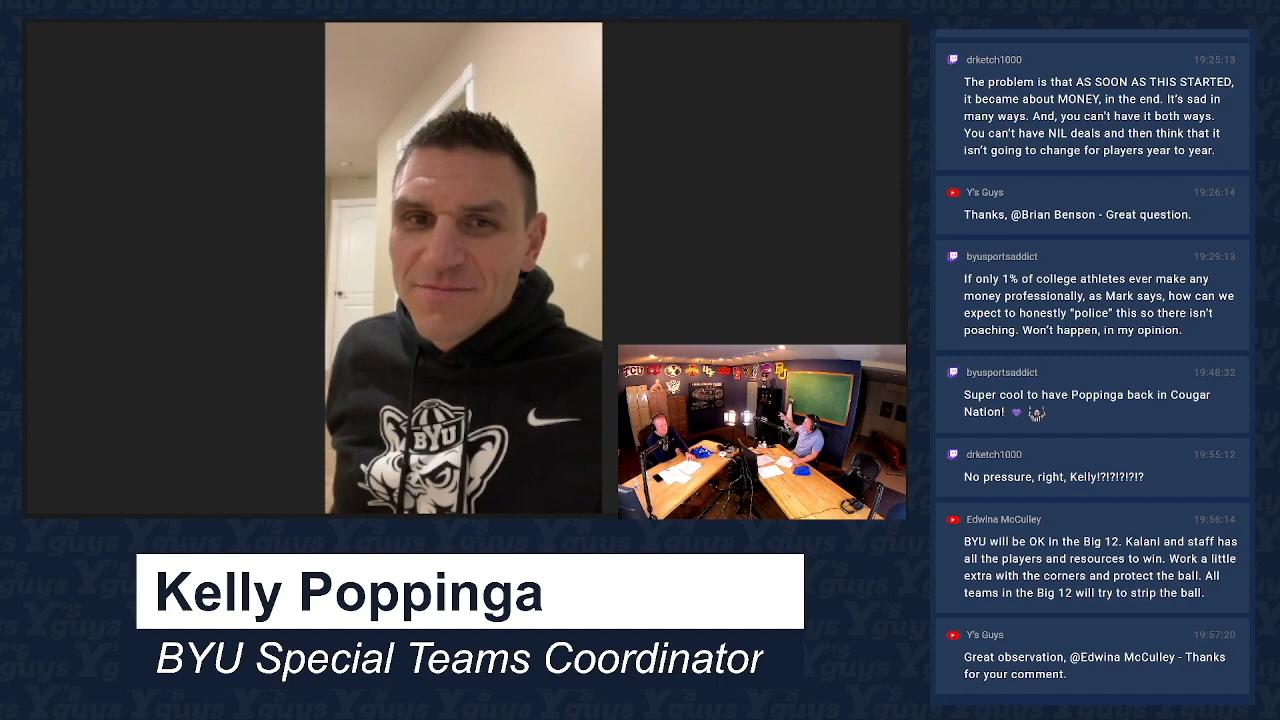 BYU
TCU
Kelly Poppinga
BYU Special Teams Coordinator
drketch1000
19:25:13
The problem is that AS SOON AS THIS STARTED,
it became about MONEY, in the end. It's sad in
many ways. And, you can't have it both ways.
You can't have NIL deals and then think that it
isn't going to change for players year to year.
Y's Guys
19:26:14
Thanks, @Brian Benson - Great question.
byusportsaddict
19:29:13
If only 1% of college athletes ever make any
money professionally, as Mark says, how can we
expect to honestly “police” this so there isn't
poaching. Won't happen, in my opinion.
byusportsaddict
19:48:32
Super cool to have Poppinga back in Cougar
Nation!
drketch1000
19:55:12
No pressure, right, Kelly!?!?!?!?!?
Edwina McCulley
19:56:14
BYU will be OK in the Big 12. Kalani and staff has
all the players and resources to win. Work a little
extra with the corners and protect the ball. All
teams in the Big 12 will try to strip the ball.
Y's Guys
19:57:20
Great observation, @Edwina McCulley - Thanks
for your comment.